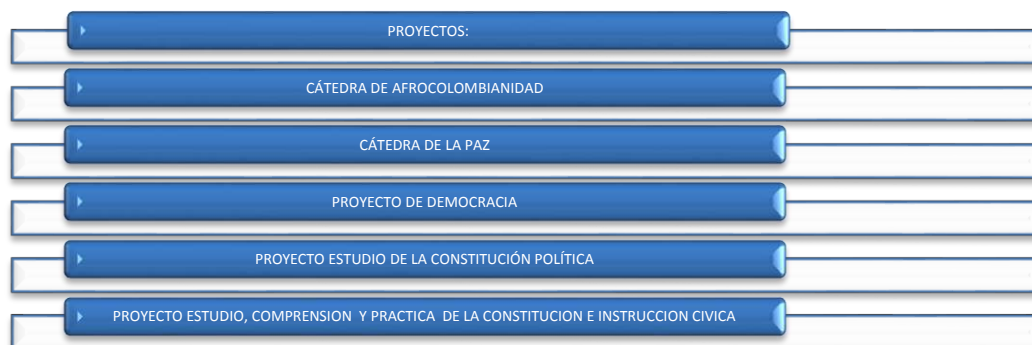 PROYECTOS:
CÁTEDRA DE AFROCOLOMBIANIDAD
CÁTEDRA DE LA PAZ
PROYECTO DE DEMOCRACIA
PROYECTO ESTUDIO DE LA CONSTITUCIÓN POLÍTICA
PROYECTO ESTUDIO, COMPRENSION Y PRACTICA DE LA CONSTITUCION E INSTRUCCION CIVICA